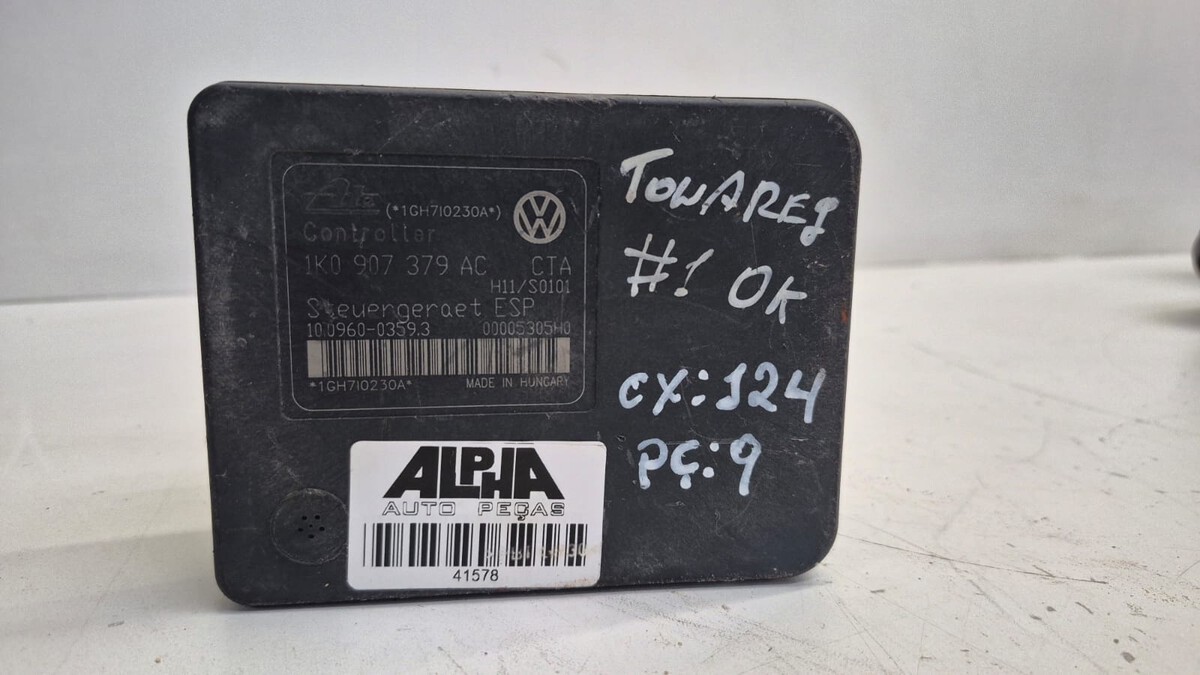 Ate (*1GH7I0230A*)
Controller
1K0 907 379 AC CTA
H11/S0101
Steuergeraet ESP
10.0960-0359.3 00005305H0
*1GH7I0230A* MADE IN HUNGARY
TOWAREG
#1 OK
CX:124
PÇ:9
ALPHA
AUTO PEÇAS
41578